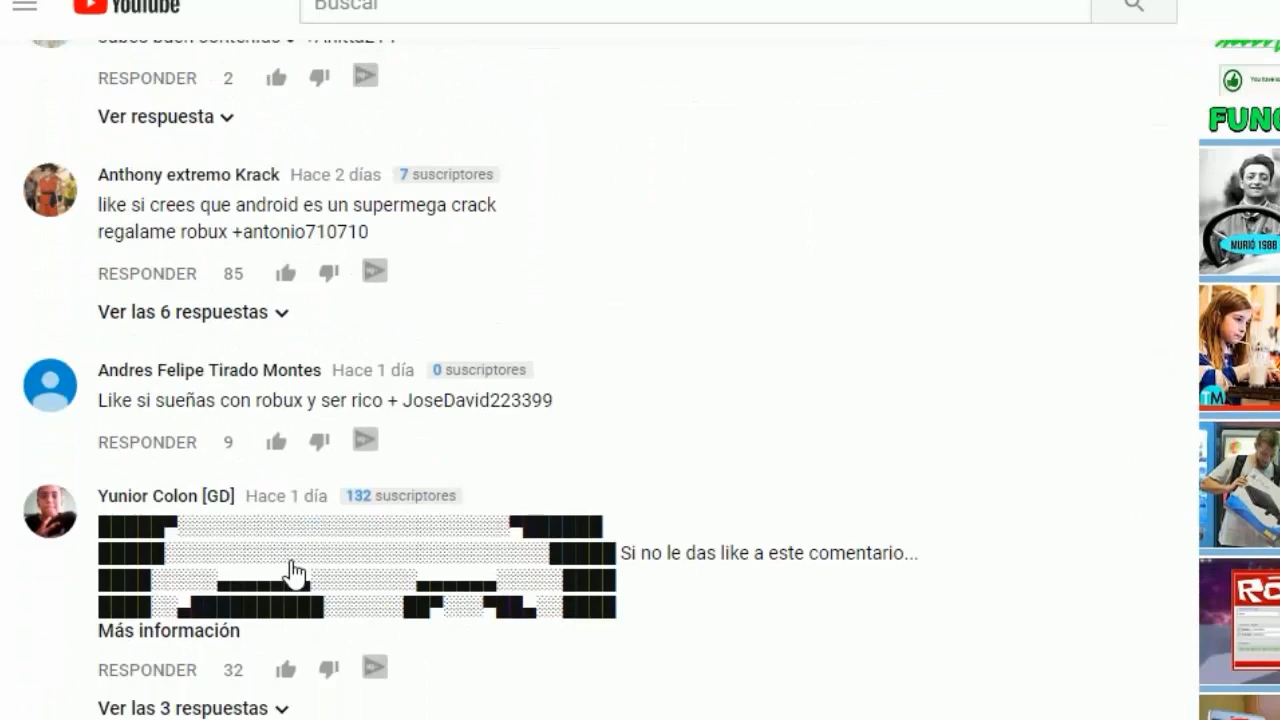 YouTube
Buscar
RESPONDER 2
Ver respuesta
Anthony extremo Krack Hace 2 días 7 suscriptores
like si crees que android es un supermega crack
regalame robux +antonio710710
RESPONDER 85
Ver las 6 respuestas
Andres Felipe Tirado Montes Hace 1 día 0 suscriptores
Like si sueñas con robux y ser rico + JoseDavid223399
RESPONDER 9
Yunior Colon [GD] Hace 1 día 132 suscriptores
Si no le das like a este comentario...
Más información
RESPONDER 32
Ver las 3 respuestas
FUNC
MURIÓ 1988
TM
RO